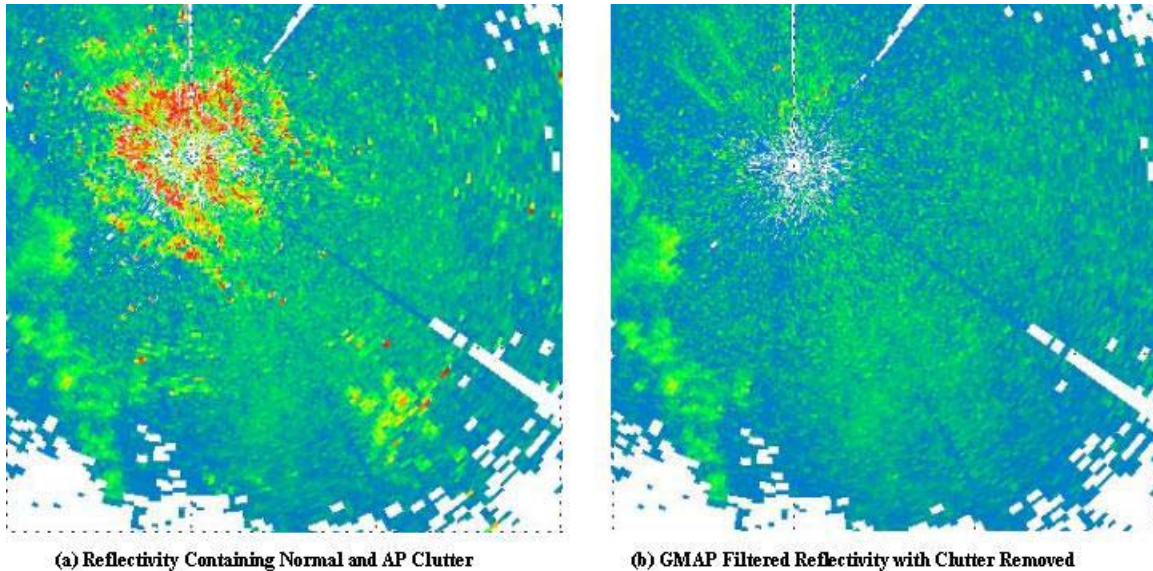 (a) Reflectivity Containing Normal and AP Clutter
(b) GMAP Filtered Reflectivity with Clutter Removed